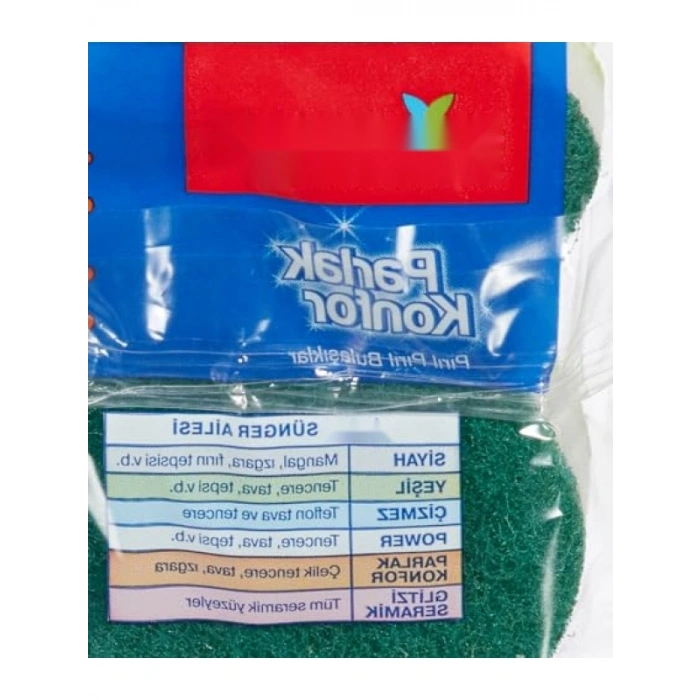 Parlak
Konfor
Pırıl Pırıl Bulaşıklar
SÜNGER AİLESİ
SİYAH Mangal, ızgara, fırın tepsisi v.b.
YEŞİL Tencere, tava, tepsi v.b.
ÇİZMEZ Teflon tava ve tencere
POWER Tencere, tava, tepsi v.b.
PARLAK
KONFOR Çelik tencere, tava, ızgara
GLITZI
SERAMİK Tüm seramik yüzeyler